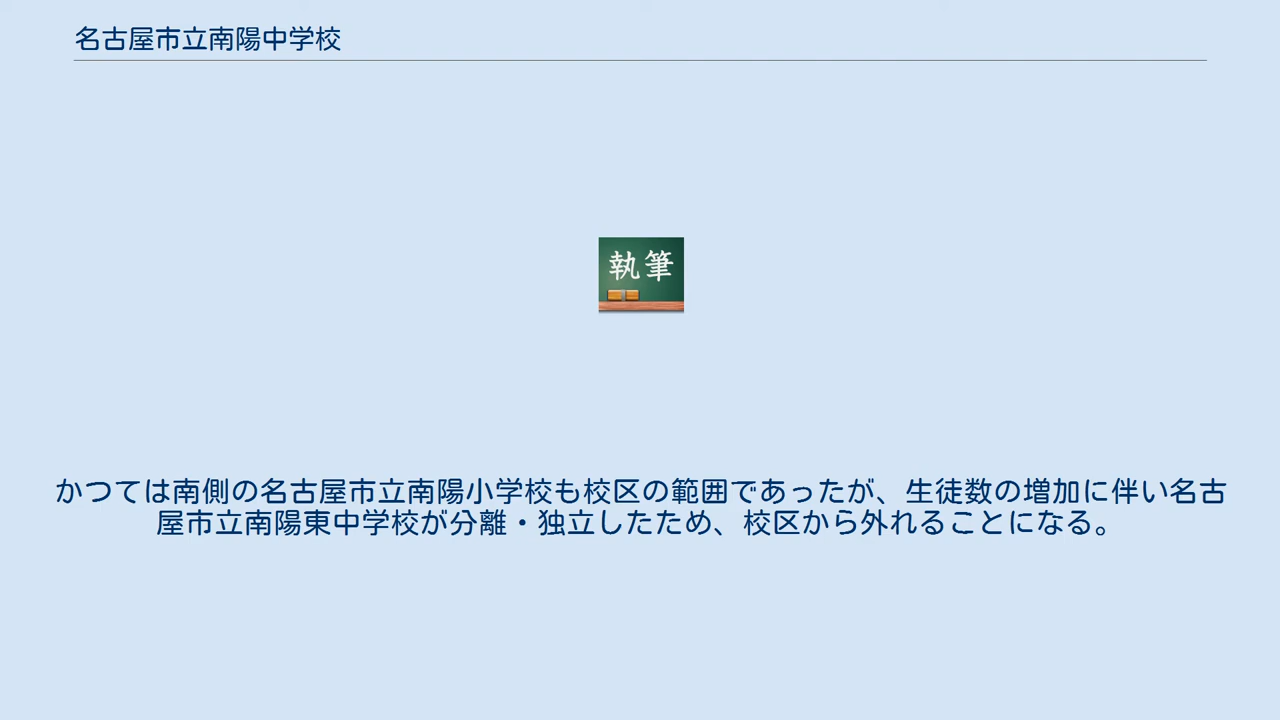 名古屋市立南陽中学校
執筆
かつては南側の名古屋市立南陽小学校も校区の範囲であったが、生徒数の増加に伴い名古
屋市立南陽東中学校が分離・独立したため、校区から外れることになる。